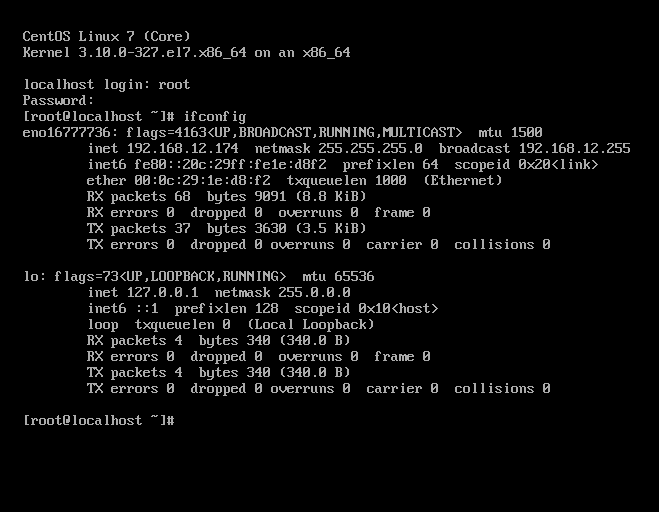 CentOS Linux 7 (Core)
Kernel 3.10.0-327.el7.x86_64 on an x86_64
localhost login: root
Password:
[root@localhost ~]# ifconfig
eno16777736: flags=4163<UP,BROADCAST,RUNNING,MULTICAST>  mtu 1500
        inet 192.168.12.174  netmask 255.255.255.0  broadcast 192.168.12.255
        inet6 fe80::20c:29ff:fe1e:d8f2  prefixlen 64  scopeid 0x20<link>
        ether 00:0c:29:1e:d8:f2  txqueuelen 1000  (Ethernet)
        RX packets 68  bytes 9091 (8.8 KiB)
        RX errors 0  dropped 0  overruns 0  frame 0
        TX packets 37  bytes 3630 (3.5 KiB)
        TX errors 0  dropped 0 overruns 0  carrier 0  collisions 0
lo: flags=73<UP,LOOPBACK,RUNNING>  mtu 65536
        inet 127.0.0.1  netmask 255.0.0.0
        inet6 ::1  prefixlen 128  scopeid 0x10<host>
        loop  txqueuelen 0  (Local Loopback)
        RX packets 4  bytes 340 (340.0 B)
        RX errors 0  dropped 0  overruns 0  frame 0
        TX packets 4  bytes 340 (340.0 B)
        TX errors 0  dropped 0 overruns 0  carrier 0  collisions 0
[root@localhost ~]#